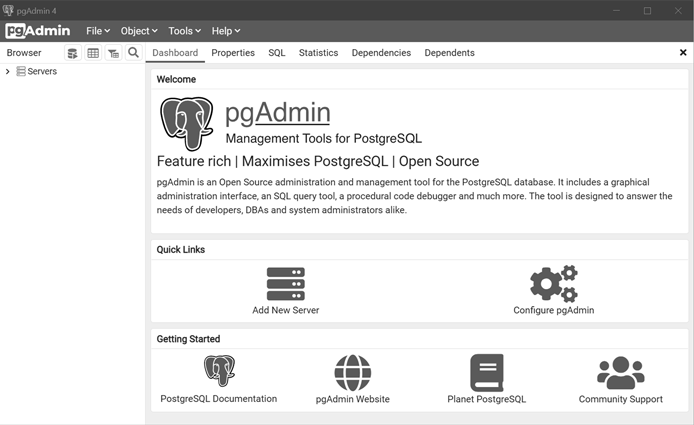 pgAdmin 4
pgAdmin File Object Tools Help
Browser
Dashboard Properties SQL Statistics Dependencies Dependents
Servers
Welcome
pgAdmin
Management Tools for PostgreSQL
Feature rich | Maximises PostgreSQL | Open Source
pgAdmin is an Open Source administration and management tool for the PostgreSQL database. It includes a graphical
administration interface, an SQL query tool, a procedural code debugger and much more. The tool is designed to answer the
needs of developers, DBAs and system administrators alike.
Quick Links
Add New Server Configure pgAdmin
Getting Started
PostgreSQL Documentation pgAdmin Website Planet PostgreSQL Community Support